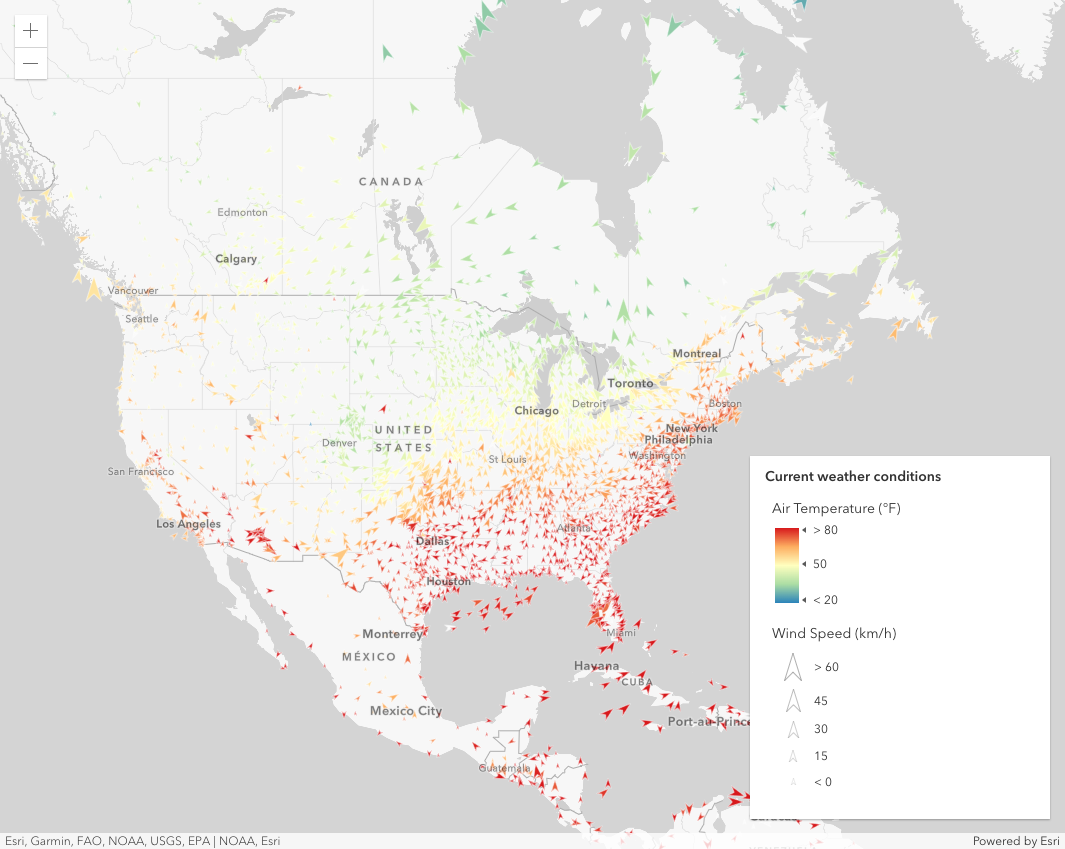 +
−
CANADA
Edmonton
Calgary
Vancouver
Seattle
Montreal
Toronto
Detroit
Boston
Chicago
New York
UNITED
STATES
Philadelphia
Denver
St Louis
Washington
San Francisco
Los Angeles
Atlanta
Dallas
Houston
Monterrey
Miami
MÉXICO
Havana
CUBA
Mexico City
Port-au-Prince
Guatemala
Current weather conditions
Air Temperature (°F)
> 80
50
< 20
Wind Speed (km/h)
> 60
45
30
15
< 0
Esri, Garmin, FAO, NOAA, USGS, EPA | NOAA, Esri
Powered by Esri